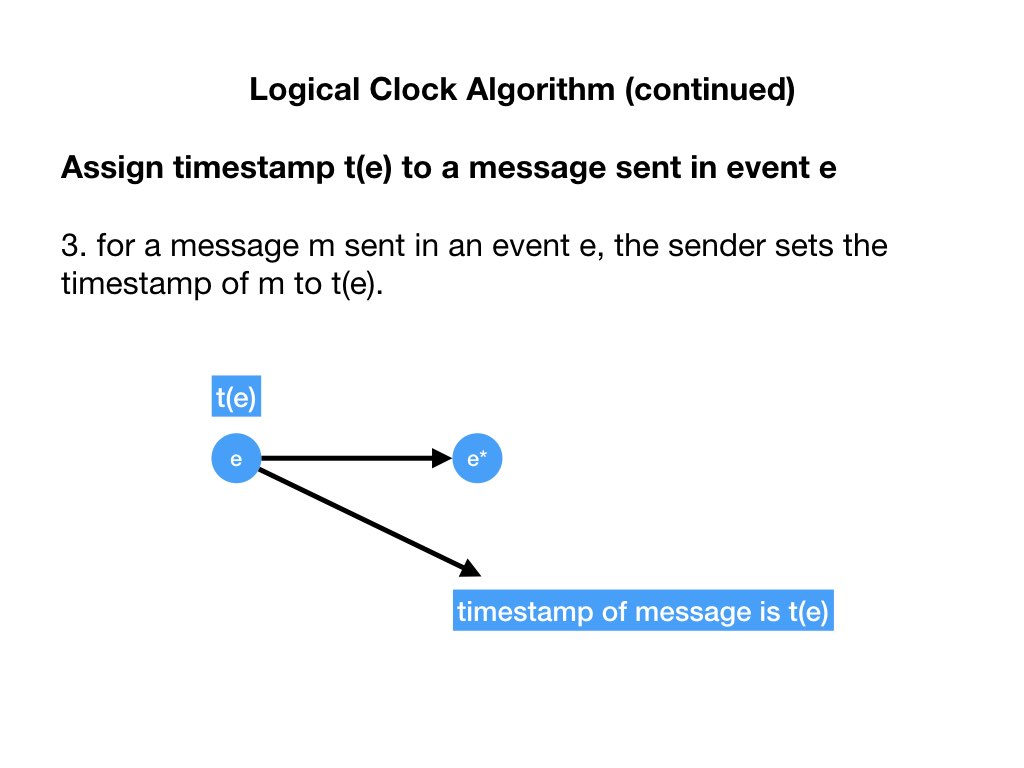 Logical Clock Algorithm (continued)
Assign timestamp t(e) to a message sent in event e
3. for a message m sent in an event e, the sender sets the
timestamp of m to t(e).
t(e)
e
e*
timestamp of message is t(e)